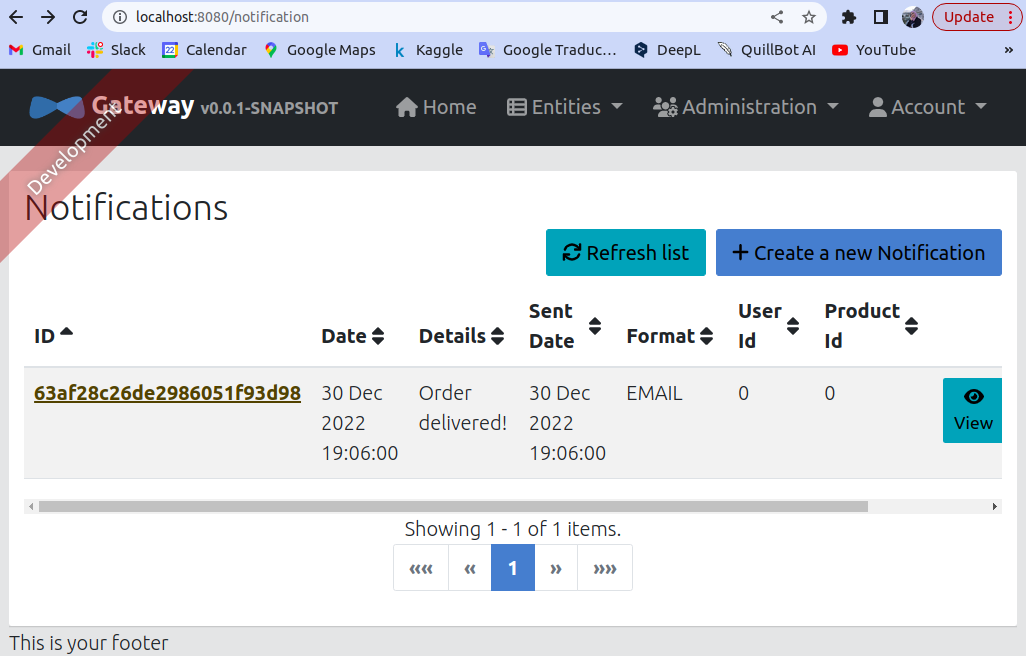 localhost:8080/notification
Update
Gmail Slack Calendar Google Maps Kaggle Google Traduc... DeepL QuillBot AI YouTube »
Gateway v0.0.1-SNAPSHOT Home Entities Administration Account
Development
Notifications
Refresh list Create a new Notification
ID Date Details Sent Date Format User Id Product Id
63af28c26de2986051f93d98 30 Dec 2022 19:06:00 Order delivered! 30 Dec 2022 19:06:00 EMAIL 0 0 View
Showing 1 - 1 of 1 items.
«« « 1 » »»
This is your footer